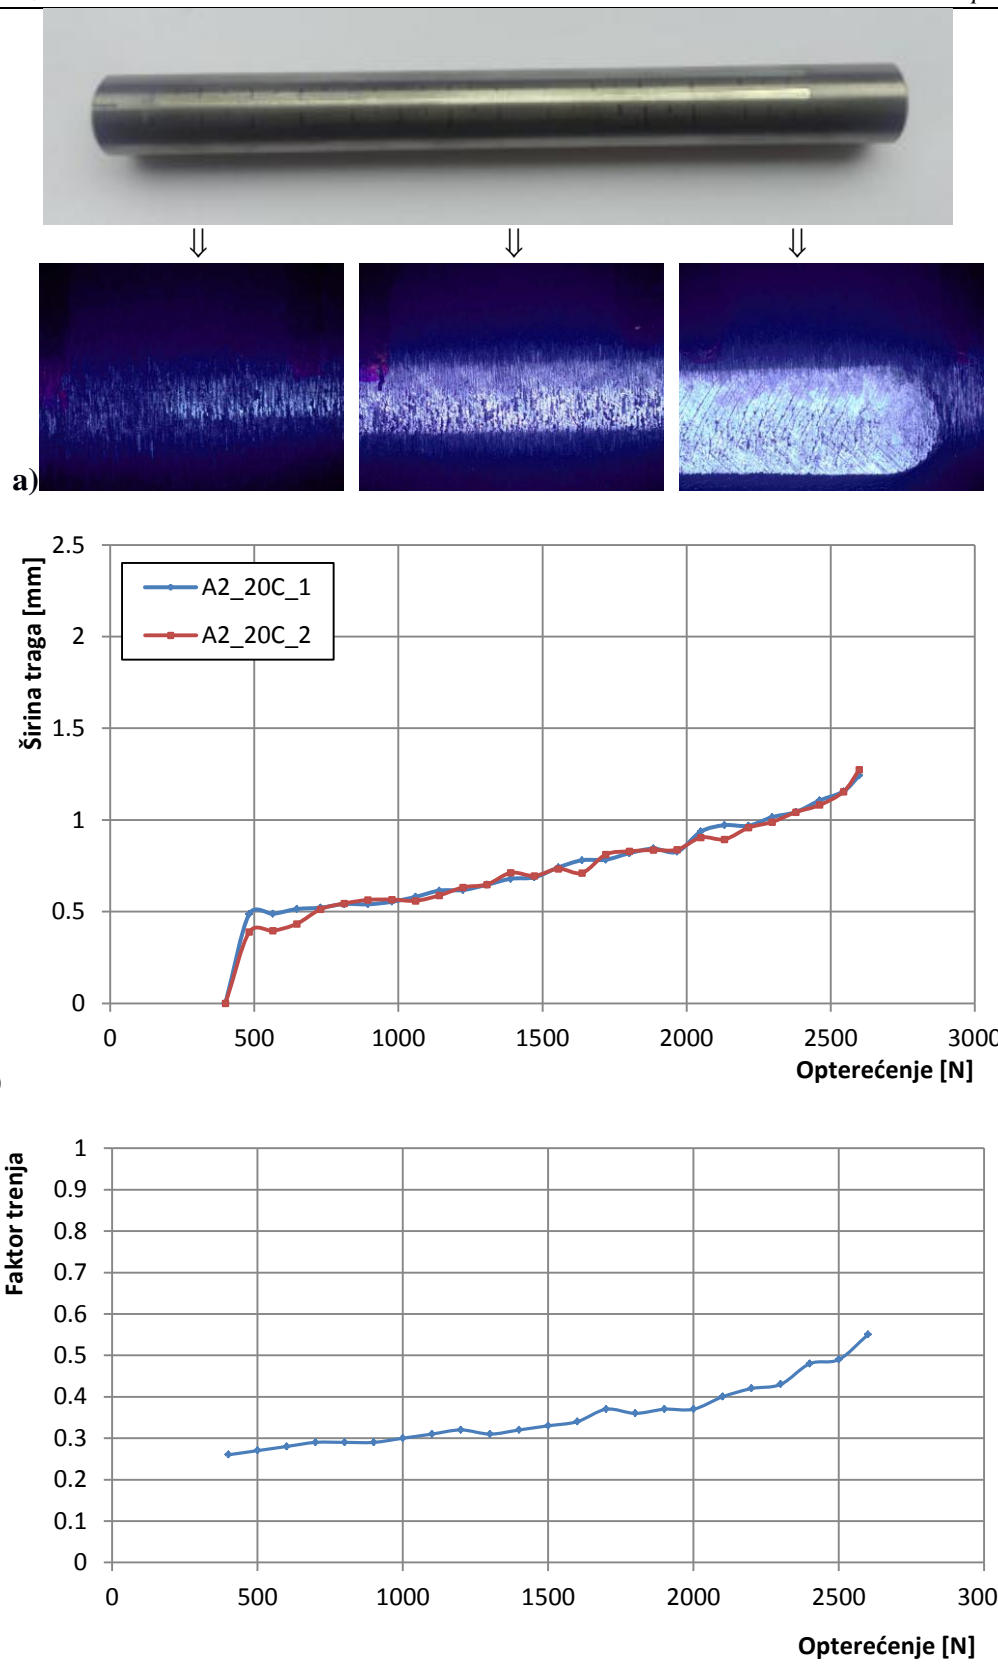 ⇓ ⇓ ⇓
a)
2.5
2
1.5
1
0.5
0
Širina traga [mm]
A2_20C_1
A2_20C_2
0 500 1000 1500 2000 2500 3000
Opterećenje [N]
1
0.9
0.8
0.7
0.6
0.5
0.4
0.3
0.2
0.1
0
Faktor trenja
0 500 1000 1500 2000 2500 300
Opterećenje [N]